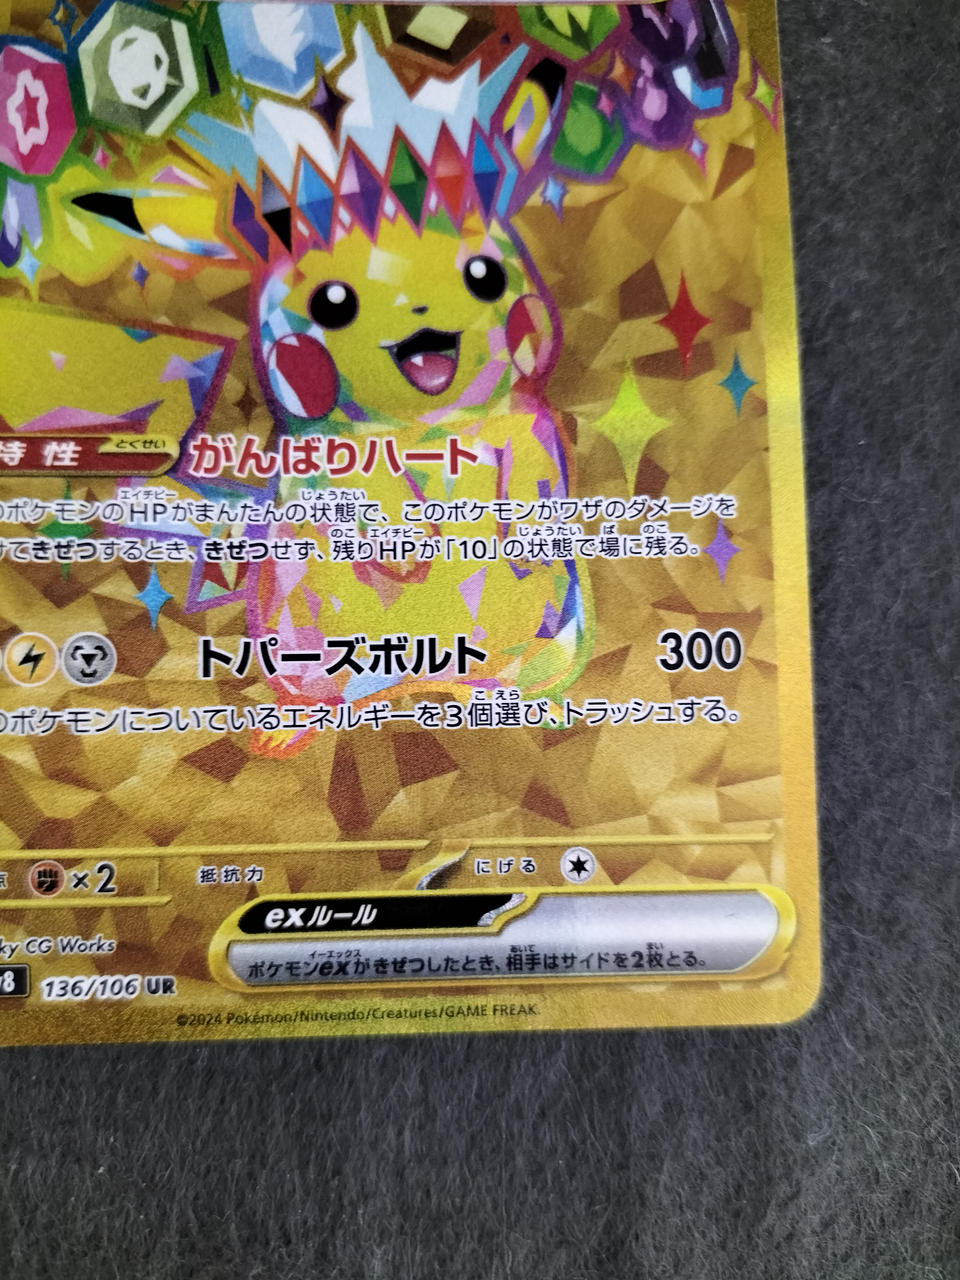 特性 とくせい がんばりハート
のポケモンのHPがまんたんの状態で、このポケモンがワザのダメージを
けてきぜつするとき、きぜつせず、残りHPが「10」の状態で場に残る。
トパーズボルト 300
のポケモンについているエネルギーを3個選び、トラッシュする。
×2 抵抗力 にげる
exルール
ポケモンexがきぜつしたとき、相手はサイドを2枚とる。
ky CG Works
136/106 UR
©2024 Pokémon/Nintendo/Creatures/GAME FREAK.